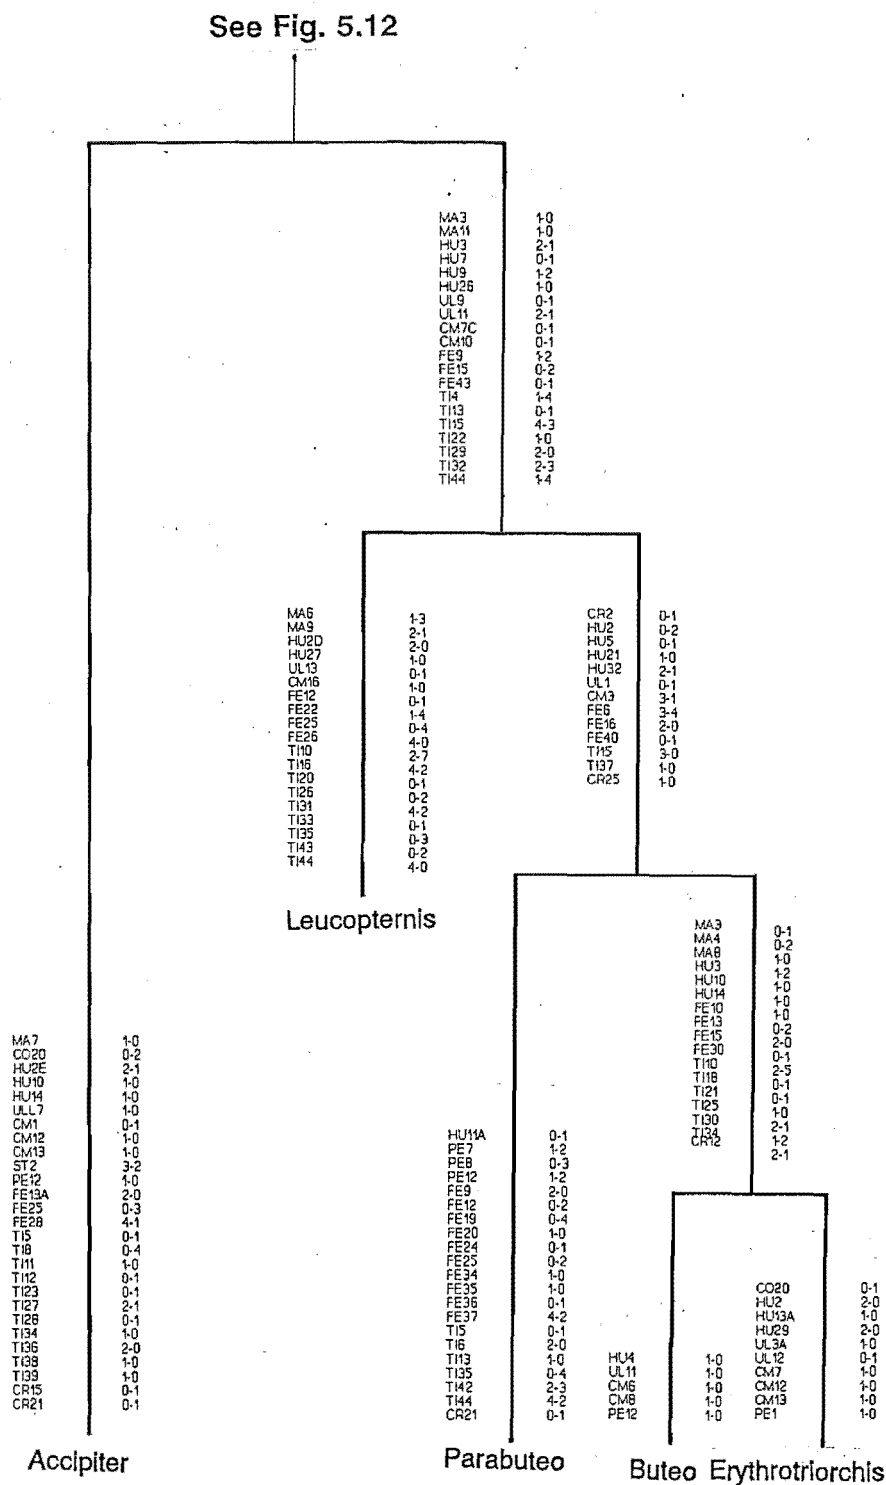 See Fig. 5.12
MA3 1-0
MA11 1-0
HU3 2-1
HU7 0-1
HU9 1-2
HU26 1-0
UL9 0-1
UL11 2-1
CM7C 0-1
CM10 0-1
FE9 1-2
FE15 0-2
FE43 0-1
TI4 1-4
TI13 0-1
TI15 4-3
TI22 1-0
TI29 2-0
TI32 2-3
TI44 1-4
MA6 1-3
MA9 2-1
HU2D 2-0
HU27 1-0
UL13 0-1
CM16 1-0
FE12 0-1
FE22 1-4
FE25 0-4
FE26 4-0
TI10 2-7
TI16 4-2
TI20 0-1
TI26 0-2
TI31 4-2
TI33 0-1
TI35 0-3
TI43 0-2
TI44 4-0
Leucopternis
CR2 0-1
HU2 0-2
HU5 0-1
HU21 1-0
HU32 2-1
UL1 0-1
CM3 3-1
FE6 3-4
FE16 2-0
FE40 0-1
TI15 3-0
TI37 1-0
CR25 1-0
MA3 0-1
MA4 0-2
MA8 1-0
HU3 1-2
HU10 1-0
HU14 1-0
FE10 1-0
FE13 0-2
FE15 2-0
FE30 0-1
TI10 2-5
TI18 0-1
TI21 0-1
TI25 1-0
TI30 2-1
TI34 1-2
CR12 2-1
MA7 1-0
CO20 0-2
HU2E 2-1
HU10 1-0
HU14 1-0
ULL7 1-0
CM1 0-1
CM12 1-0
CM13 1-0
ST2 3-2
PE12 1-0
FE13A 2-0
FE25 0-3
FE28 4-1
TI5 0-1
TI8 0-4
TI11 1-0
TI12 0-1
TI23 0-1
TI27 2-1
TI28 0-1
TI34 1-0
TI36 2-0
TI38 1-0
TI39 1-0
CR15 0-1
CR21 0-1
Accipiter
HU11A 0-1
PE7 1-2
PE8 0-3
PE12 1-2
FE9 2-0
FE12 0-2
FE19 0-4
FE20 1-0
FE24 0-1
FE25 0-2
FE34 1-0
FE35 1-0
FE36 0-1
FE37 4-2
TI5 0-1
TI6 2-0
TI13 1-0
TI35 0-4
TI42 2-3
TI44 4-2
CR21 0-1
Parabuteo
HU4 1-0
UL11 1-0
CM6 1-0
CM8 1-0
PE12 1-0
Buteo
CO20 0-1
HU2 2-0
HU13A 1-0
HU29 2-0
UL3A 1-0
UL12 0-1
CM7 1-0
CM12 1-0
CM13 1-0
PE1 1-0
Erythrotriorchis